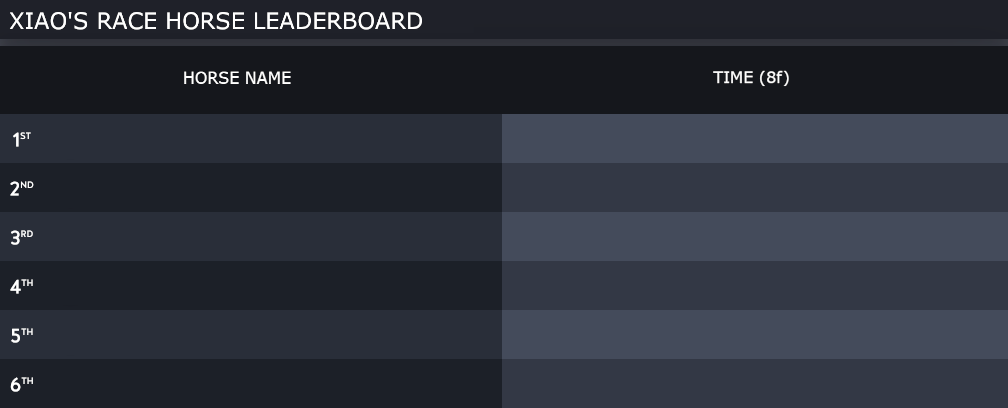 XIAO'S RACE HORSE LEADERBOARD
HORSE NAME TIME (8f)
1ST
2ND
3RD
4TH
5TH
6TH